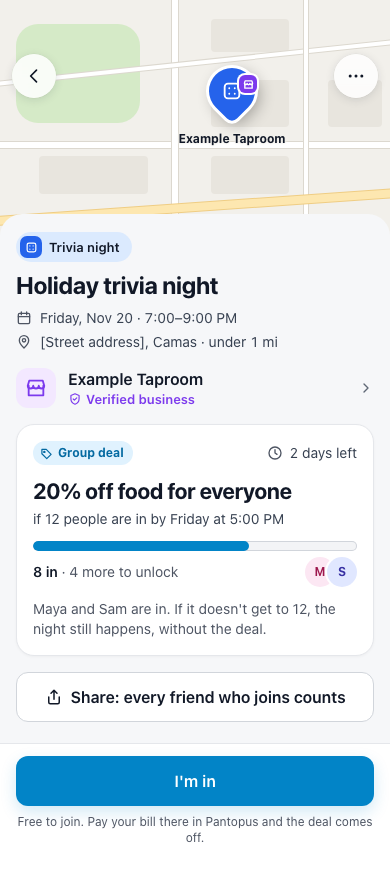 Example Taproom
Trivia night
Holiday trivia night
Friday, Nov 20 · 7:00–9:00 PM
[Street address], Camas · under 1 mi
Example Taproom
Verified business
Group deal
2 days left
20% off food for everyone
if 12 people are in by Friday at 5:00 PM
8 in · 4 more to unlock
M S
Maya and Sam are in. If it doesn't get to 12, the
night still happens, without the deal.
Share: every friend who joins counts
I'm in
Free to join. Pay your bill there in Pantopus and the deal comes
off.